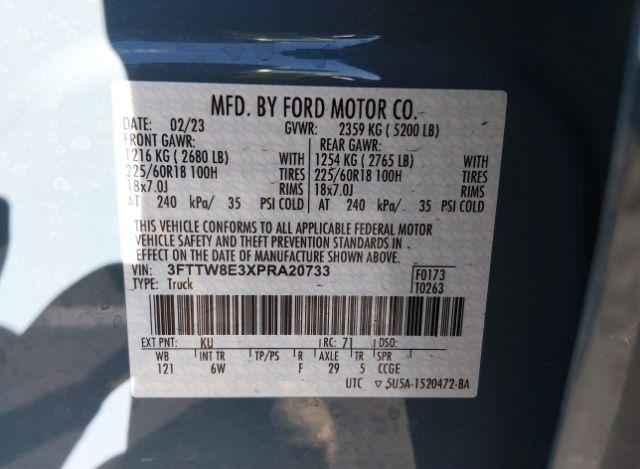 MFD. BY FORD MOTOR CO.
DATE: 02/23 GVWR: 2359 KG ( 5200 LB)
FRONT GAWR: REAR GAWR:
1216 KG ( 2680 LB) WITH 1254 KG ( 2765 LB) WITH
225/60R18 100H TIRES 225/60R18 100H TIRES
18x7.0J RIMS 18x7.0J RIMS
AT 240 kPa/ 35 PSI COLD AT 240 kPa/ 35 PSI COLD
THIS VEHICLE CONFORMS TO ALL APPLICABLE FEDERAL MOTOR
VEHICLE SAFETY AND THEFT PREVENTION STANDARDS IN
EFFECT ON THE DATE OF MANUFACTURE SHOWN ABOVE.
VIN: 3FTTW8E3XPRA20733 F0173
TYPE: Truck T0263
EXT PNT: KU RC: 71 DSO:
WB INT TR TP/PS R AXLE TR SPR
121 6W F 29 5 CCGE
UTC ▽ 5U5A-1520472-BA